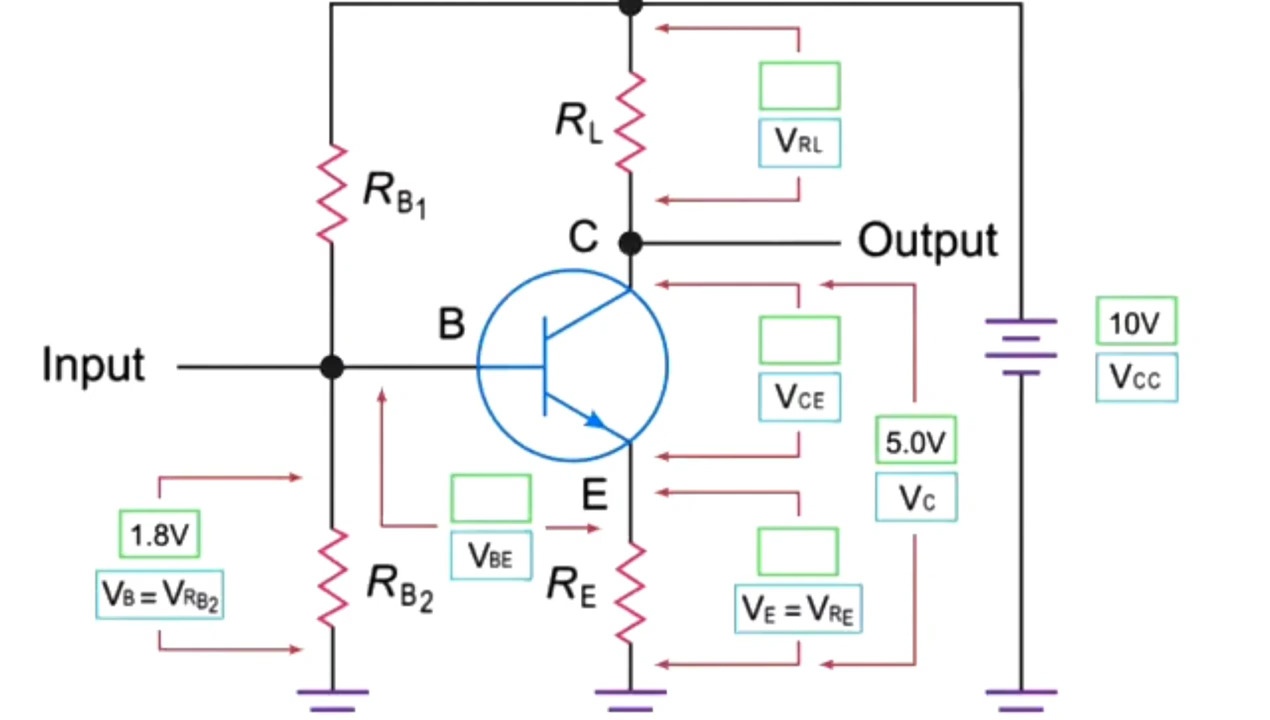 RL
VRL
RB1
C
Output
B
Input
10V
VCC
VCE
5.0V
VC
E
1.8V
VB = VRB2
VBE
RB2
RE
VE = VRE